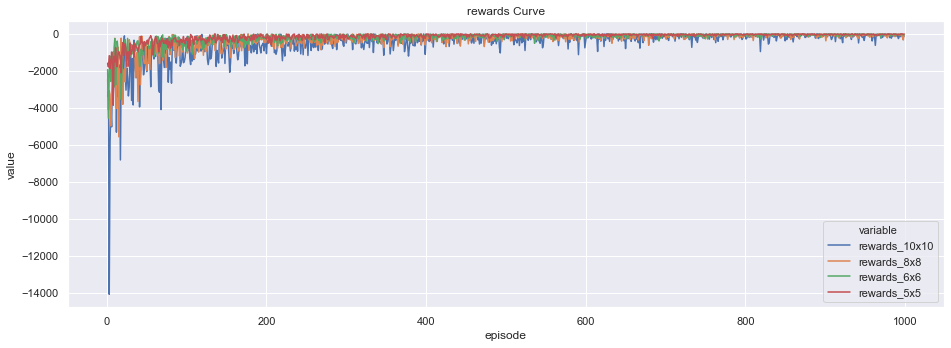 rewards Curve
0
−2000
−4000
−6000
−8000
−10000
−12000
−14000
value
0
200
400
600
800
1000
episode
variable
rewards_10x10
rewards_8x8
rewards_6x6
rewards_5x5